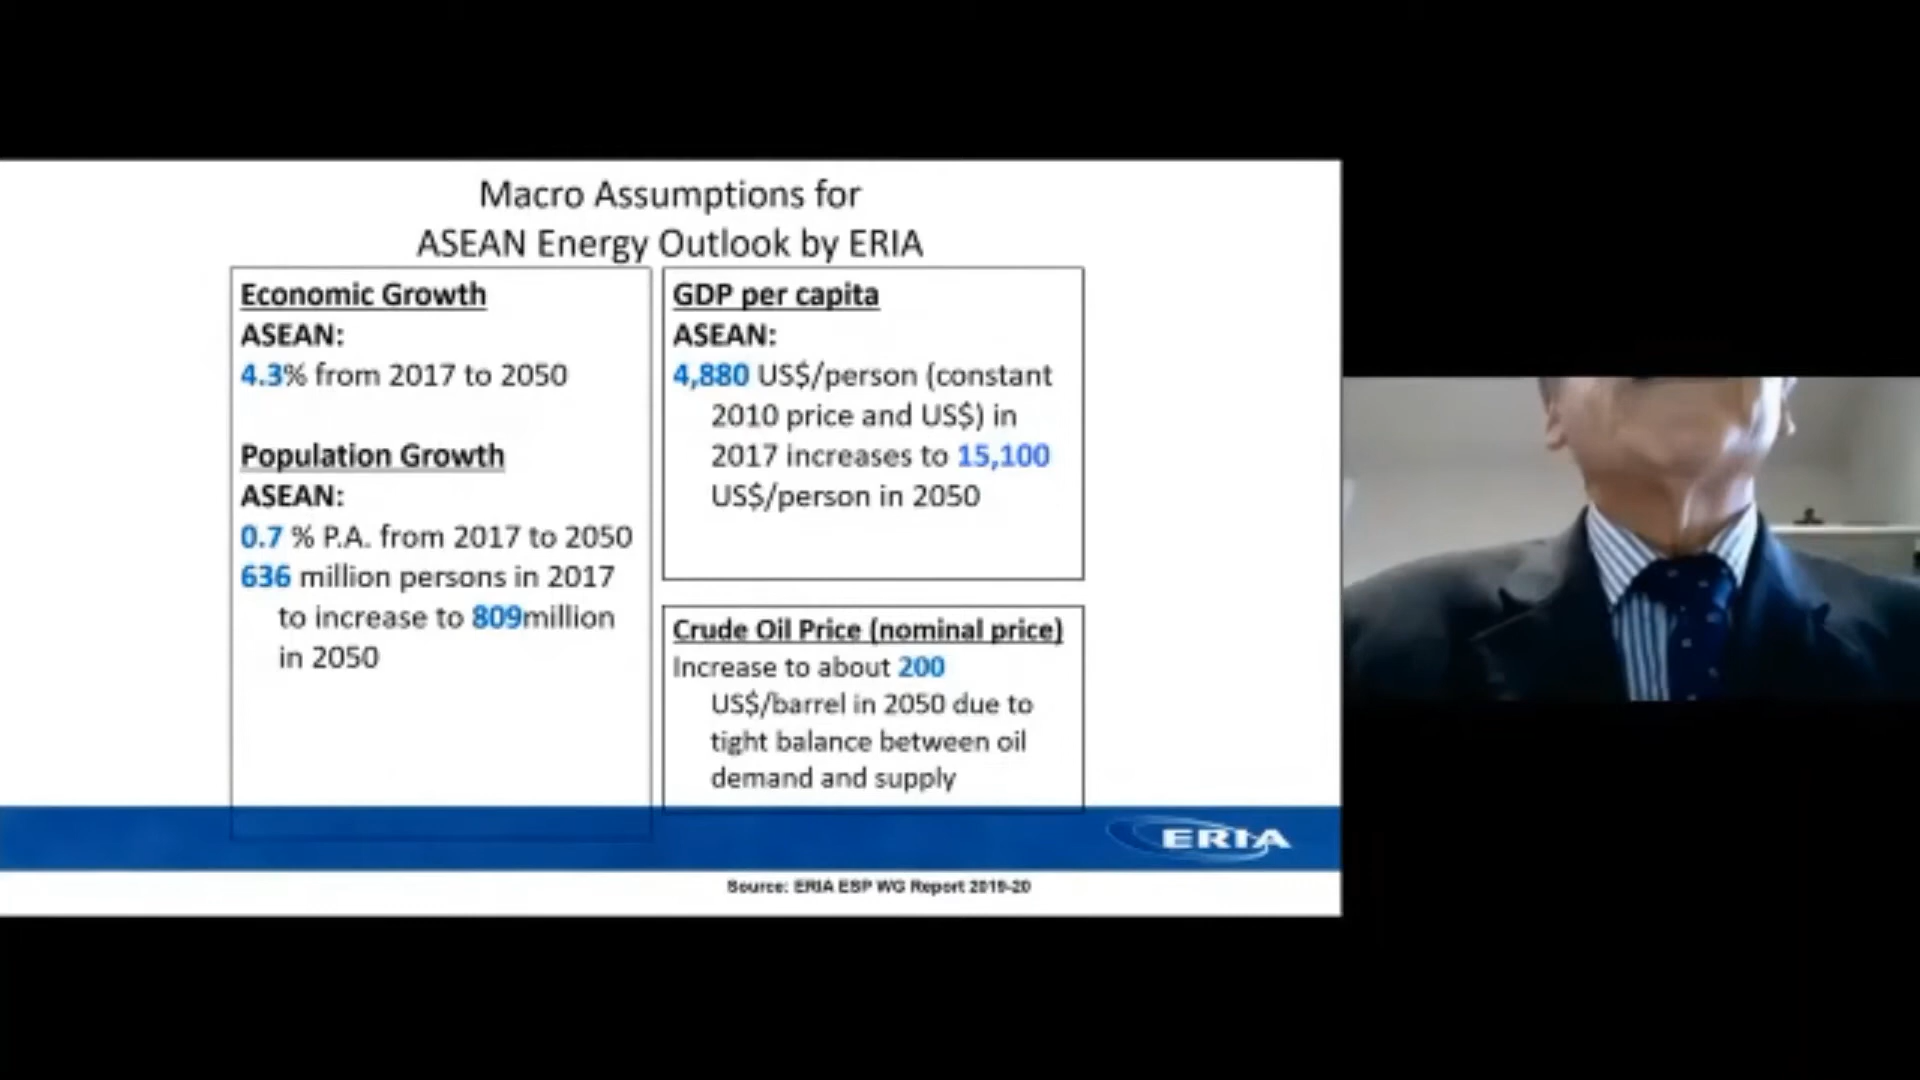 Macro Assumptions for
ASEAN Energy Outlook by ERIA
Economic Growth
ASEAN:
4.3% from 2017 to 2050
Population Growth
ASEAN:
0.7 % P.A. from 2017 to 2050
636 million persons in 2017
to increase to 809million
in 2050
GDP per capita
ASEAN:
4,880 US$/person (constant
2010 price and US$) in
2017 increases to 15,100
US$/person in 2050
Crude Oil Price (nominal price)
Increase to about 200
US$/barrel in 2050 due to
tight balance between oil
demand and supply
ERIA
Source: ERIA ESP WG Report 2019-20